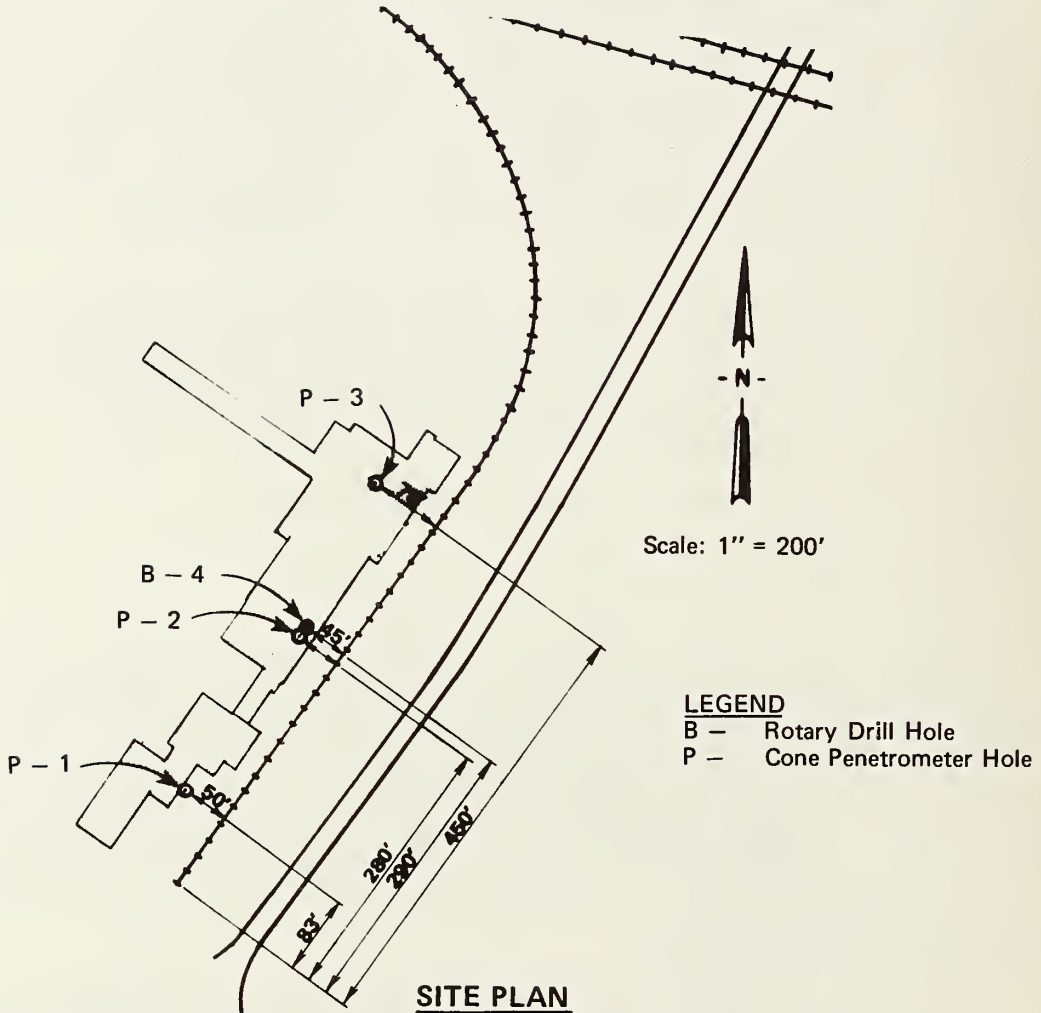 P – 3
- N -
Scale: 1" = 200'
B – 4
P – 2
45'
LEGEND
B – Rotary Drill Hole
P – Cone Penetrometer Hole
P – 1
50'
280'
290'
450'
83'
SITE PLAN